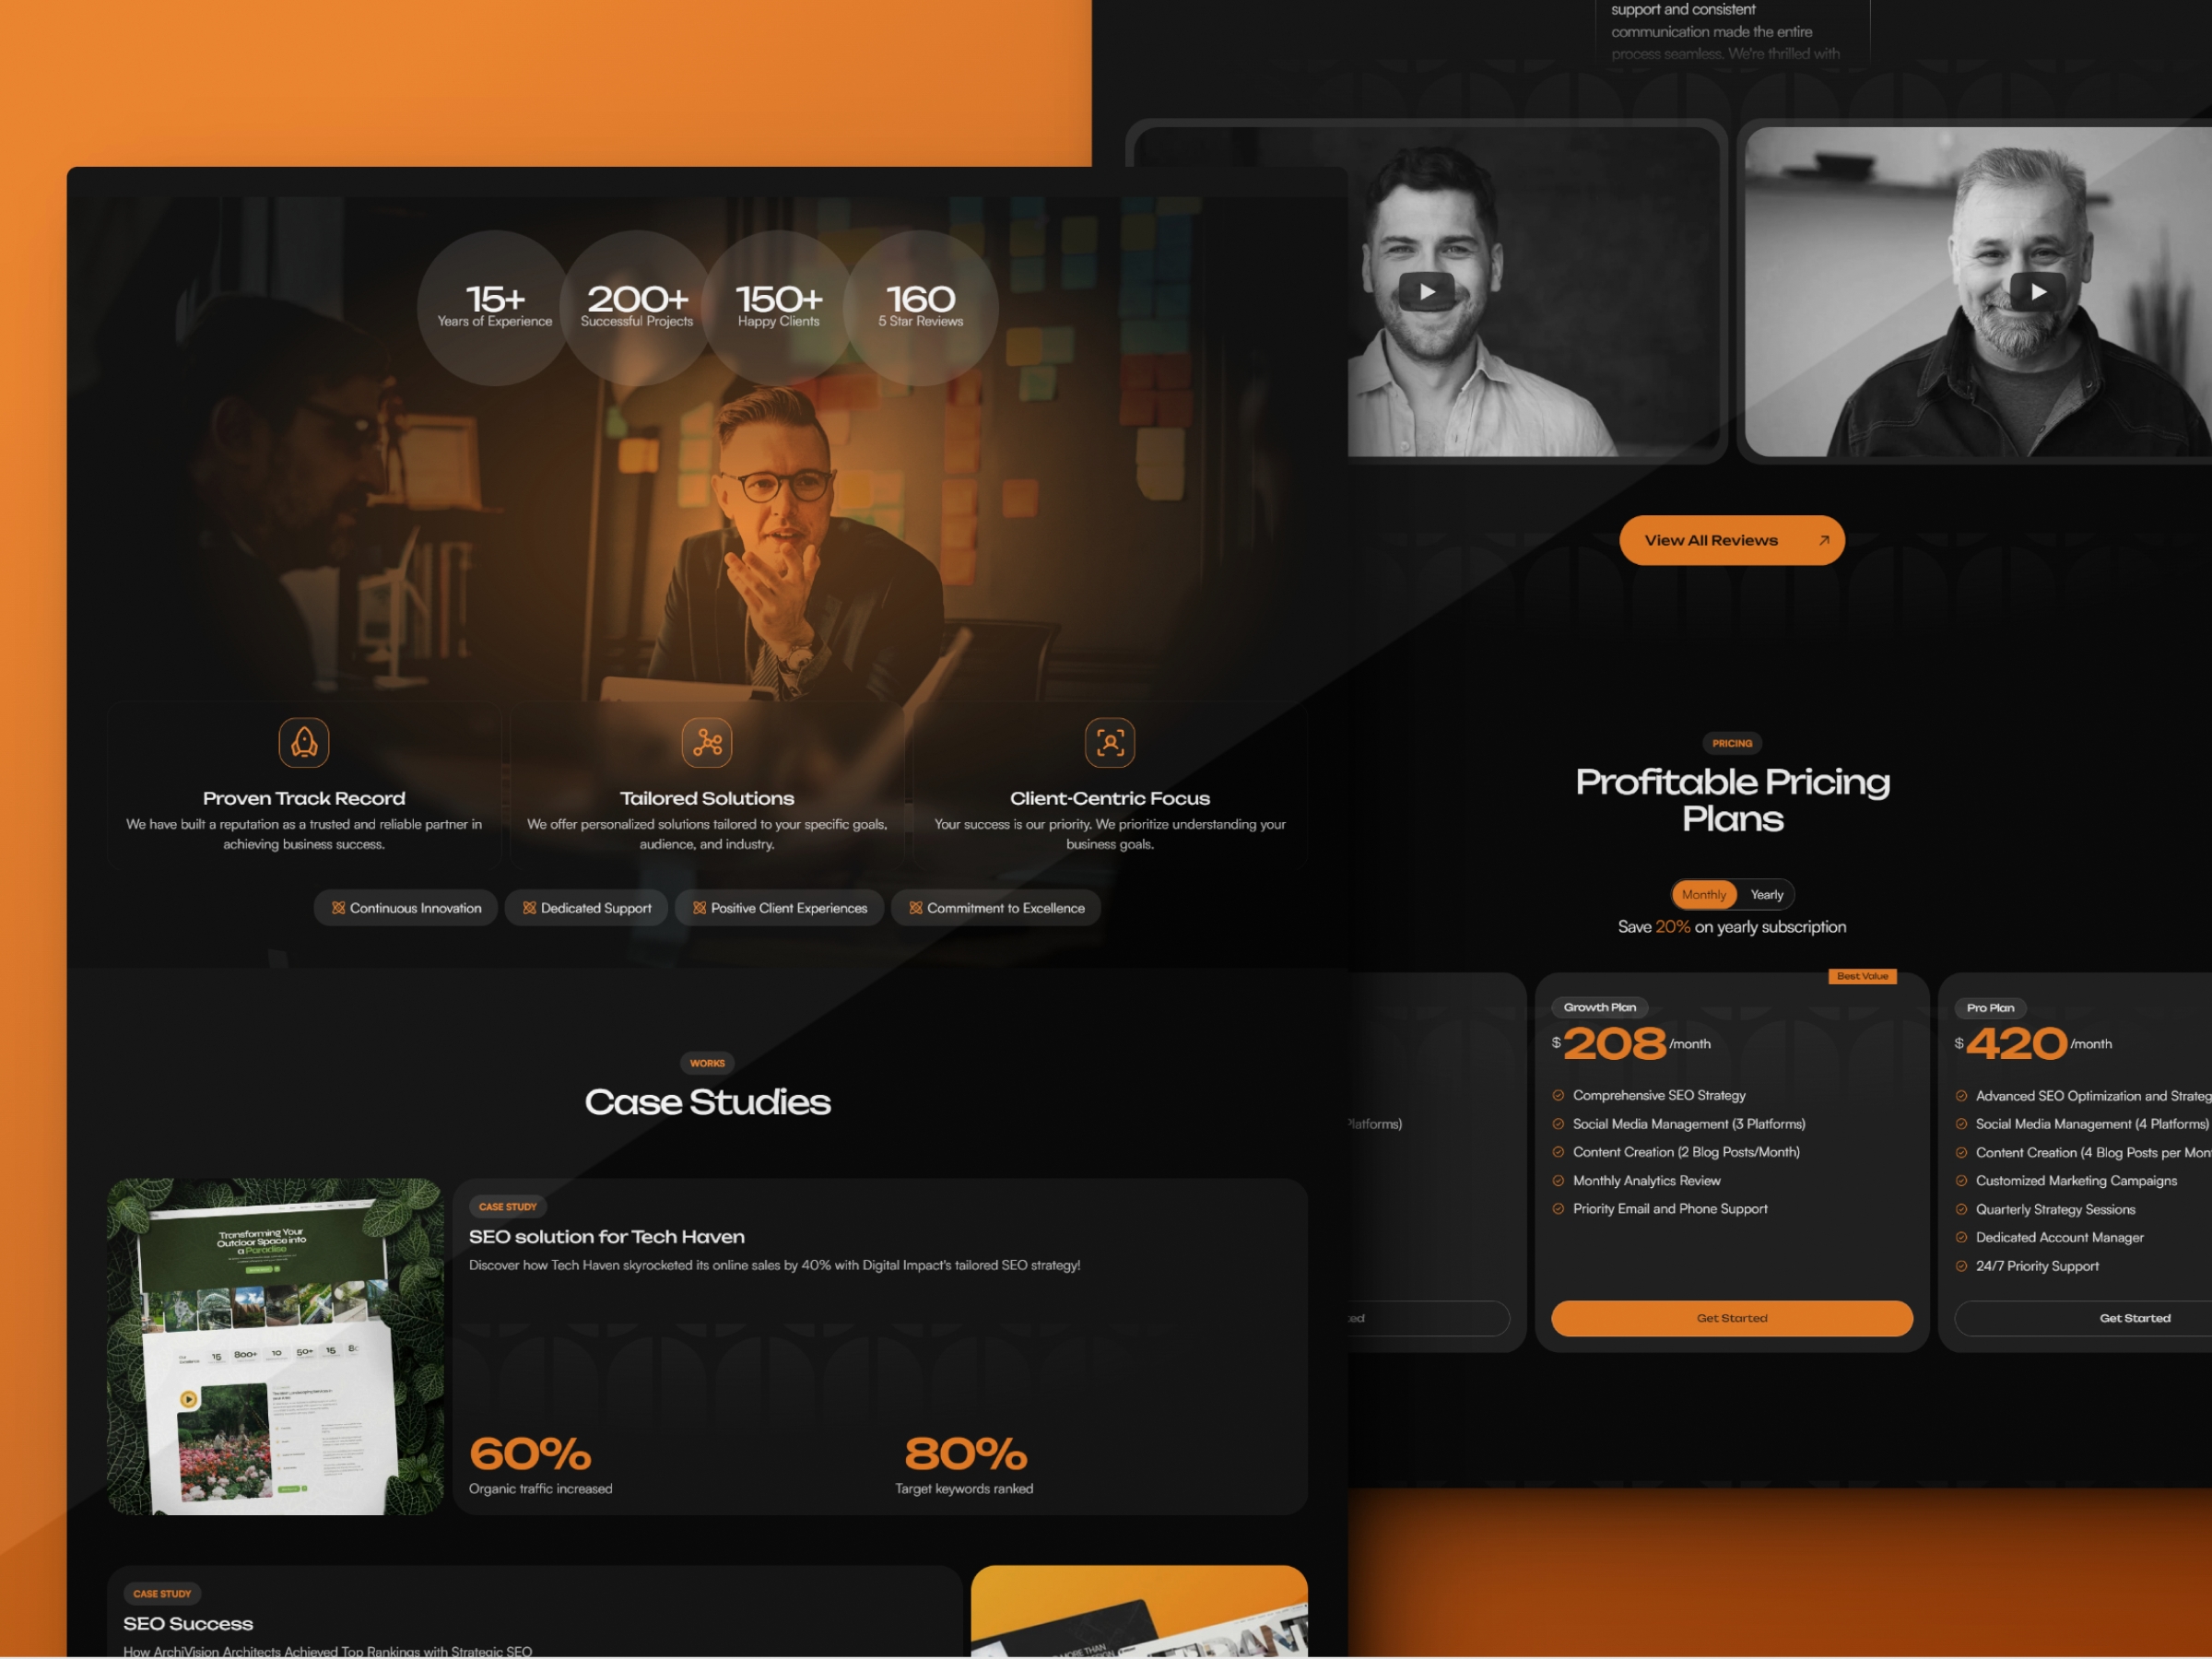 15+
Years of Experience
200+
Successful Projects
150+
Happy Clients
160
5 Star Reviews
Proven Track Record
We have built a reputation as a trusted and reliable partner in
achieving business success.
Tailored Solutions
We offer personalized solutions tailored to your specific goals,
audience, and industry.
Client-Centric Focus
Your success is our priority. We prioritize understanding your
business goals.
Continuous Innovation
Dedicated Support
Positive Client Experiences
Commitment to Excellence
WORKS
Case Studies
Transforming Your
Outdoor Space into
a Paradise
15
800+
10
50+
15
CASE STUDY
SEO solution for Tech Haven
Discover how Tech Haven skyrocketed its online sales by 40% with Digital Impact's tailored SEO strategy!
60%
Organic traffic increased
80%
Target keywords ranked
CASE STUDY
SEO Success
How ArchiVision Architects Achieved Top Rankings with Strategic SEO
MORE THAN
support and consistent
communication made the entire
process seamless. We're thrilled with
View All Reviews
PRICING
Profitable Pricing
Plans
Monthly
Yearly
Save 20% on yearly subscription
Platforms)
Best Value
Growth Plan
$208/month
Comprehensive SEO Strategy
Social Media Management (3 Platforms)
Content Creation (2 Blog Posts/Month)
Monthly Analytics Review
Priority Email and Phone Support
Get Started
Pro Plan
$420/month
Advanced SEO Optimization and Strateg
Social Media Management (4 Platforms)
Content Creation (4 Blog Posts per Mon
Customized Marketing Campaigns
Quarterly Strategy Sessions
Dedicated Account Manager
24/7 Priority Support
Get Started